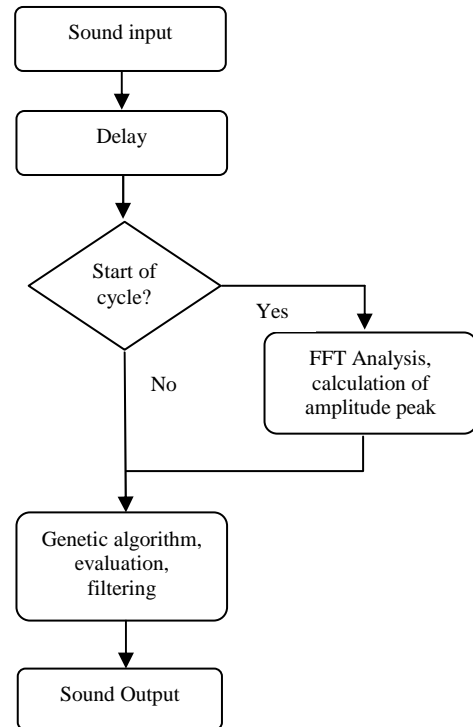 Sound input
Delay
Start of
cycle?
Yes
FFT Analysis,
calculation of
amplitude peak
No
Genetic algorithm,
evaluation,
filtering
Sound Output